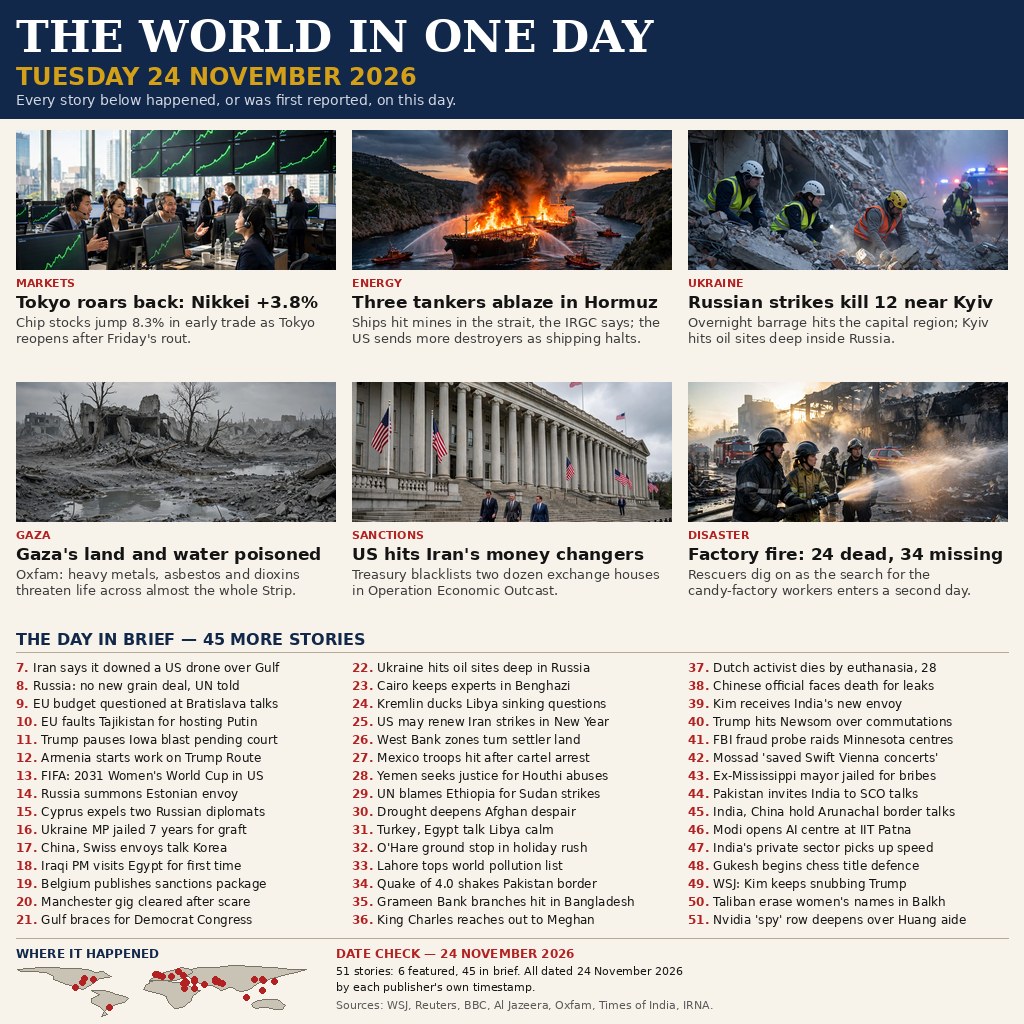 THE WORLD IN ONE DAY
TUESDAY 24 NOVEMBER 2026
Every story below happened, or was first reported, on this day.
MARKETS
Tokyo roars back: Nikkei +3.8%
Chip stocks jump 8.3% in early trade as Tokyo
reopens after Friday's rout.
ENERGY
Three tankers ablaze in Hormuz
Ships hit mines in the strait, the IRGC says; the
US sends more destroyers as shipping halts.
UKRAINE
Russian strikes kill 12 near Kyiv
Overnight barrage hits the capital region; Kyiv
hits oil sites deep inside Russia.
GAZA
Gaza's land and water poisoned
Oxfam: heavy metals, asbestos and dioxins
threaten life across almost the whole Strip.
SANCTIONS
US hits Iran's money changers
Treasury blacklists two dozen exchange houses
in Operation Economic Outcast.
DISASTER
Factory fire: 24 dead, 34 missing
Rescuers dig on as the search for the
candy-factory workers enters a second day.
THE DAY IN BRIEF — 45 MORE STORIES
7. Iran says it downed a US drone over Gulf
8. Russia: no new grain deal, UN told
9. EU budget questioned at Bratislava talks
10. EU faults Tajikistan for hosting Putin
11. Trump pauses Iowa blast pending court
12. Armenia starts work on Trump Route
13. FIFA: 2031 Women's World Cup in US
14. Russia summons Estonian envoy
15. Cyprus expels two Russian diplomats
16. Ukraine MP jailed 7 years for graft
17. China, Swiss envoys talk Korea
18. Iraqi PM visits Egypt for first time
19. Belgium publishes sanctions package
20. Manchester gig cleared after scare
21. Gulf braces for Democrat Congress
22. Ukraine hits oil sites deep in Russia
23. Cairo keeps experts in Benghazi
24. Kremlin ducks Libya sinking questions
25. US may renew Iran strikes in New Year
26. West Bank zones turn settler land
27. Mexico troops hit after cartel arrest
28. Yemen seeks justice for Houthi abuses
29. UN blames Ethiopia for Sudan strikes
30. Drought deepens Afghan despair
31. Turkey, Egypt talk Libya calm
32. O'Hare ground stop in holiday rush
33. Lahore tops world pollution list
34. Quake of 4.0 shakes Pakistan border
35. Grameen Bank branches hit in Bangladesh
36. King Charles reaches out to Meghan
37. Dutch activist dies by euthanasia, 28
38. Chinese official faces death for leaks
39. Kim receives India's new envoy
40. Trump hits Newsom over commutations
41. FBI fraud probe raids Minnesota centres
42. Mossad 'saved Swift Vienna concerts'
43. Ex-Mississippi mayor jailed for bribes
44. Pakistan invites India to SCO talks
45. India, China hold Arunachal border talks
46. Modi opens AI centre at IIT Patna
47. India's private sector picks up speed
48. Gukesh begins chess title defence
49. WSJ: Kim keeps snubbing Trump
50. Taliban erase women's names in Balkh
51. Nvidia 'spy' row deepens over Huang aide
WHERE IT HAPPENED
DATE CHECK — 24 NOVEMBER 2026
51 stories: 6 featured, 45 in brief. All dated 24 November 2026
by each publisher's own timestamp.
Sources: WSJ, Reuters, BBC, Al Jazeera, Oxfam, Times of India, IRNA.